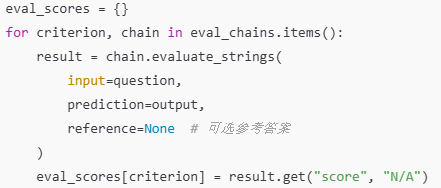 eval_scores = {}
for criterion, chain in eval_chains.items():
    result = chain.evaluate_strings(
        input=question,
        prediction=output,
        reference=None  # 可选参考答案
    )
    eval_scores[criterion] = result.get("score", "N/A")